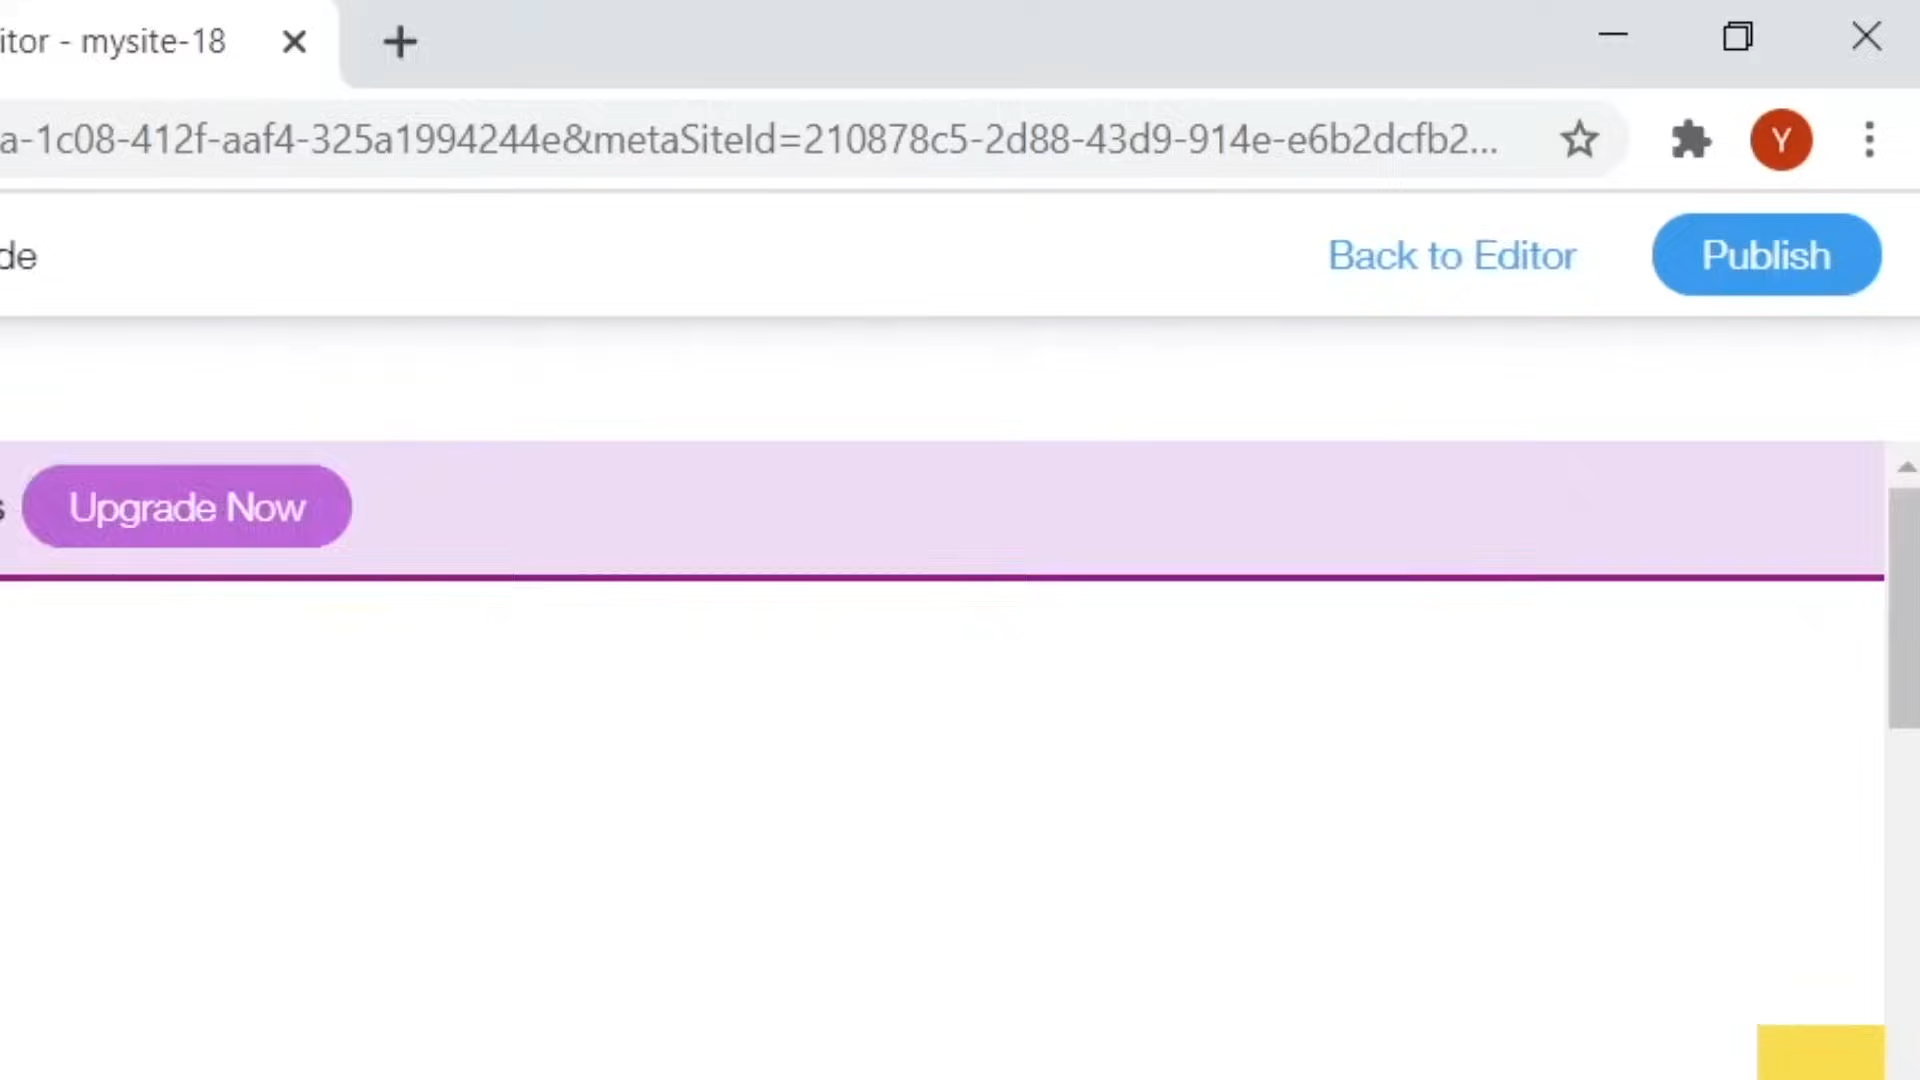 itor - mysite-18
a-1c08-412f-aaf4-325a1994244e&metaSiteId=210878c5-2d88-43d9-914e-e6b2dcfb2...
Y
de
Back to Editor
Publish
s
Upgrade Now